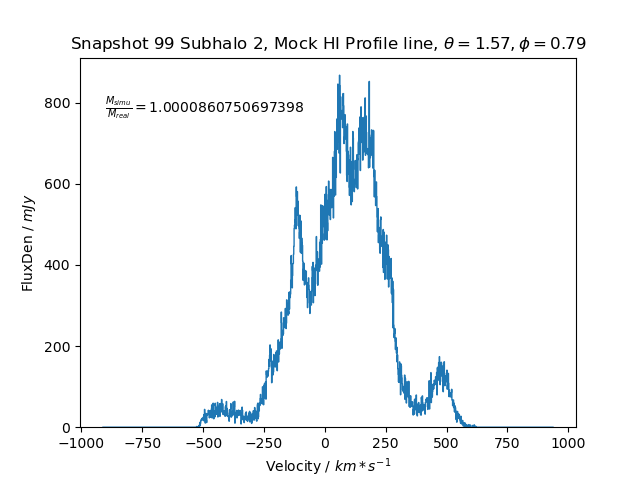 Snapshot 99 Subhalo 2, Mock HI Profile line, θ = 1.57, ϕ = 0.79
M_simu/M_real = 1.0000860750697398
FluxDen / mJy
800
600
400
200
0
−1000 −750 −500 −250 0 250 500 750 1000
Velocity / km * s⁻¹